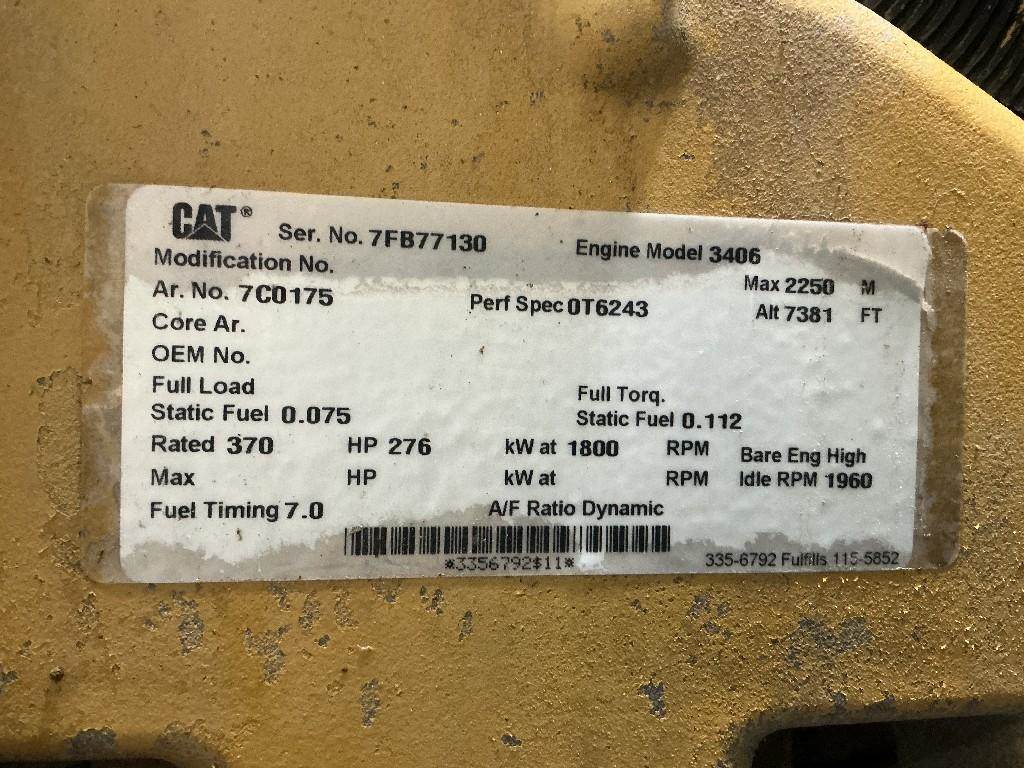 CAT® Ser. No. 7FB77130 Engine Model 3406
Modification No.
Max 2250 M
Ar. No. 7C0175 Perf Spec 0T6243 Alt 7381 FT
Core Ar.
OEM No.
Full Load Full Torq.
Static Fuel 0.075 Static Fuel 0.112
Rated 370 HP 276 kW at 1800 RPM Bare Eng High
Max HP kW at RPM Idle RPM 1960
Fuel Timing 7.0 A/F Ratio Dynamic
*3356792$11* 335-6792 Fulfills 115-5852